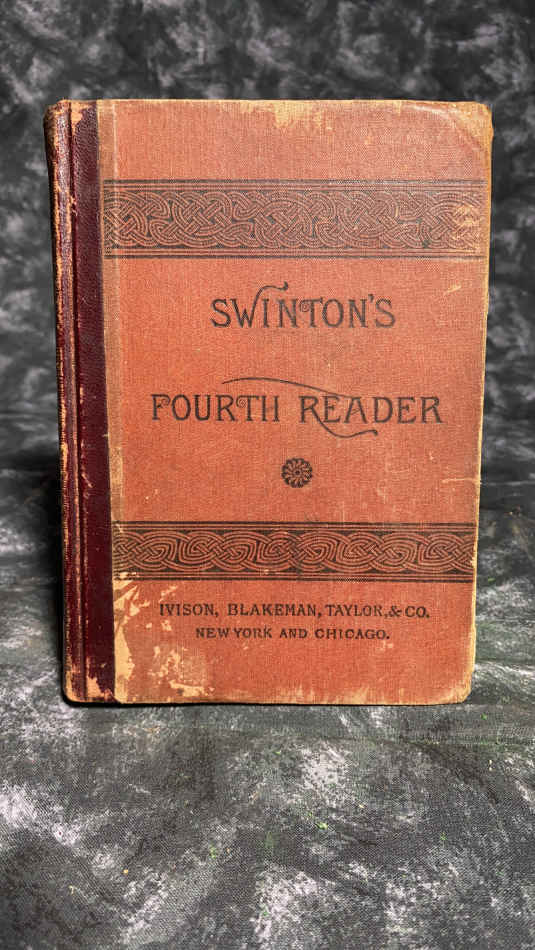 SWINTON'S
FOURTH READER
IVISON, BLAKEMAN, TAYLOR, & CO.
NEW YORK AND CHICAGO.